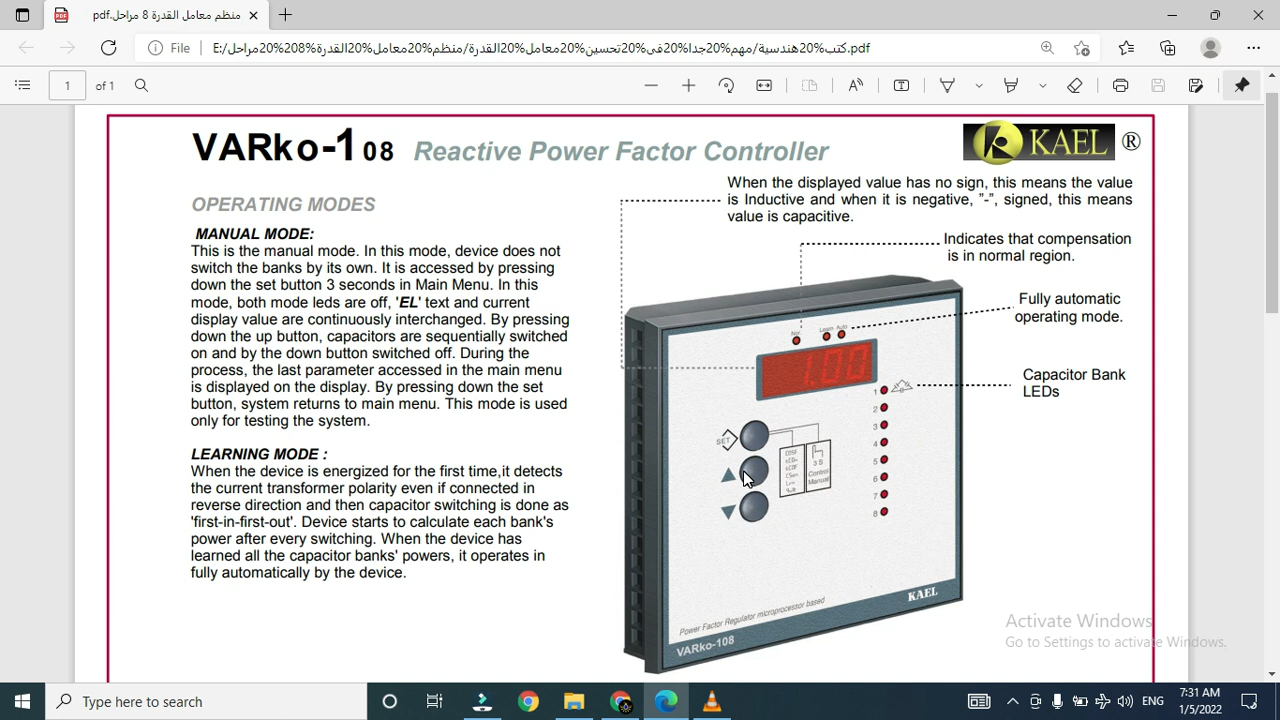 منظم معامل القدرة 8 مراحل.pdf
File
E:/كتب%20هندسية/مهم%20جدا%20فى%20تحسين%20معامل%20القدرة/منظم%20معامل%20القدرة%208%20مراحل.pdf
1 of 1
VARko-108 Reactive Power Factor Controller
KAEL ®
When the displayed value has no sign, this means the value
is Inductive and when it is negative, ”-”, signed, this means
value is capacitive.
OPERATING MODES
Indicates that compensation
is in normal region.
MANUAL MODE:
This is the manual mode. In this mode, device does not
switch the banks by its own. It is accessed by pressing
down the set button 3 seconds in Main Menu. In this
mode, both mode leds are off, 'EL' text and current
display value are continuously interchanged. By pressing
down the up button, capacitors are sequentially switched
on and by the down button switched off. During the
process, the last parameter accessed in the main menu
is displayed on the display. By pressing down the set
button, system returns to main menu. This mode is used
only for testing the system.
Fully automatic
operating mode.
Capacitor Bank
LEDs
LEARNING MODE :
When the device is energized for the first time,it detects
the current transformer polarity even if connected in
reverse direction and then capacitor switching is done as
'first-in-first-out'. Device starts to calculate each bank's
power after every switching. When the device has
learned all the capacitor banks' powers, it operates in
fully automatically by the device.
Nor. Learn Auto
1.00
1
2
3
4
5
6
7
8
SET
3 S
Control
Manual
KAEL
Power Factor Regulator microprocessor based
VARko-108
Activate Windows
Go to Settings to activate Windows.
Type here to search
ENG
7:31 AM
1/5/2022